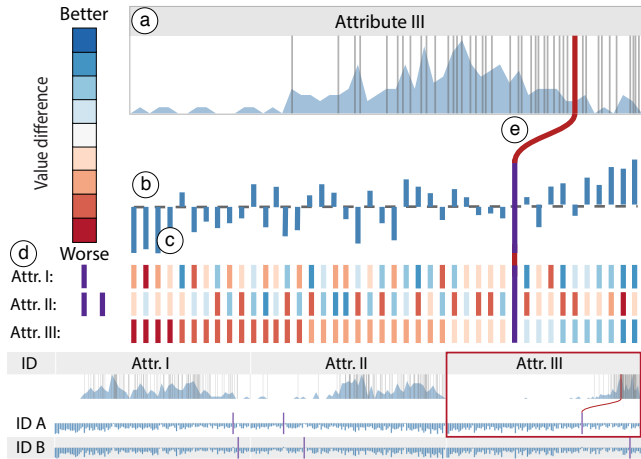 Better
Value difference
Worse
a
Attribute III
e
b
c
d
Attr. I:
Attr. II:
Attr. III:
ID Attr. I Attr. II Attr. III
ID A
ID B